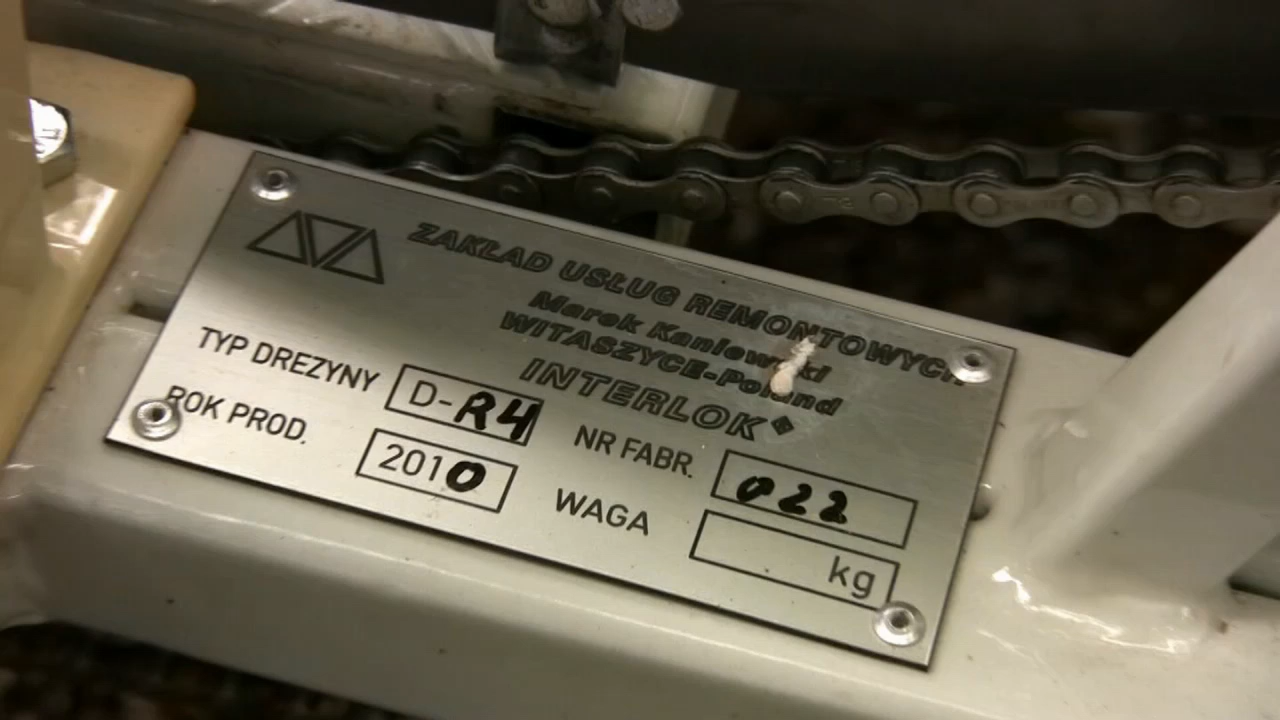 ZAKŁAD USŁUG REMONTOWYCH
Marek Kaniewski
WITASZYCE-Poland
INTERLOK
TYP DREZYNY D-R4
NR FABR. 022
ROK PROD. 2010
WAGA kg